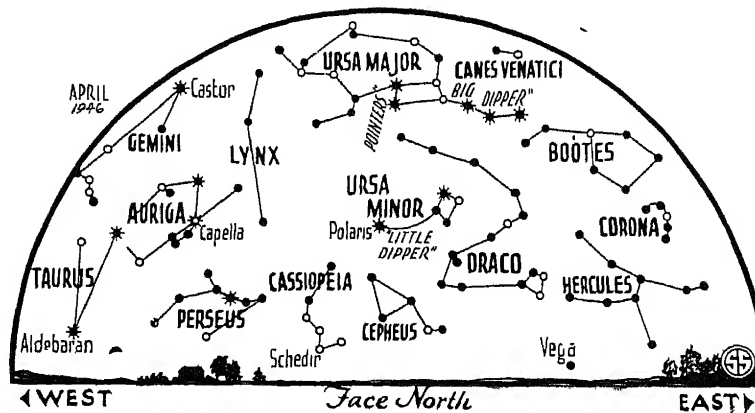 URSA MAJOR
CANES VENATICI
APRIL
1946
Castor
"POINTERS"
BIG
DIPPER"
GEMINI
LYNX
BOÖTES
AURIGA
URSA
MINOR
Capella
Polaris
"LITTLE
DIPPER"
CORONA
TAURUS
CASSIOPEIA
DRACO
HERCULES
PERSEUS
CEPHEUS
Aldebaran
Schedir
Vega
WEST
Face North
EAST